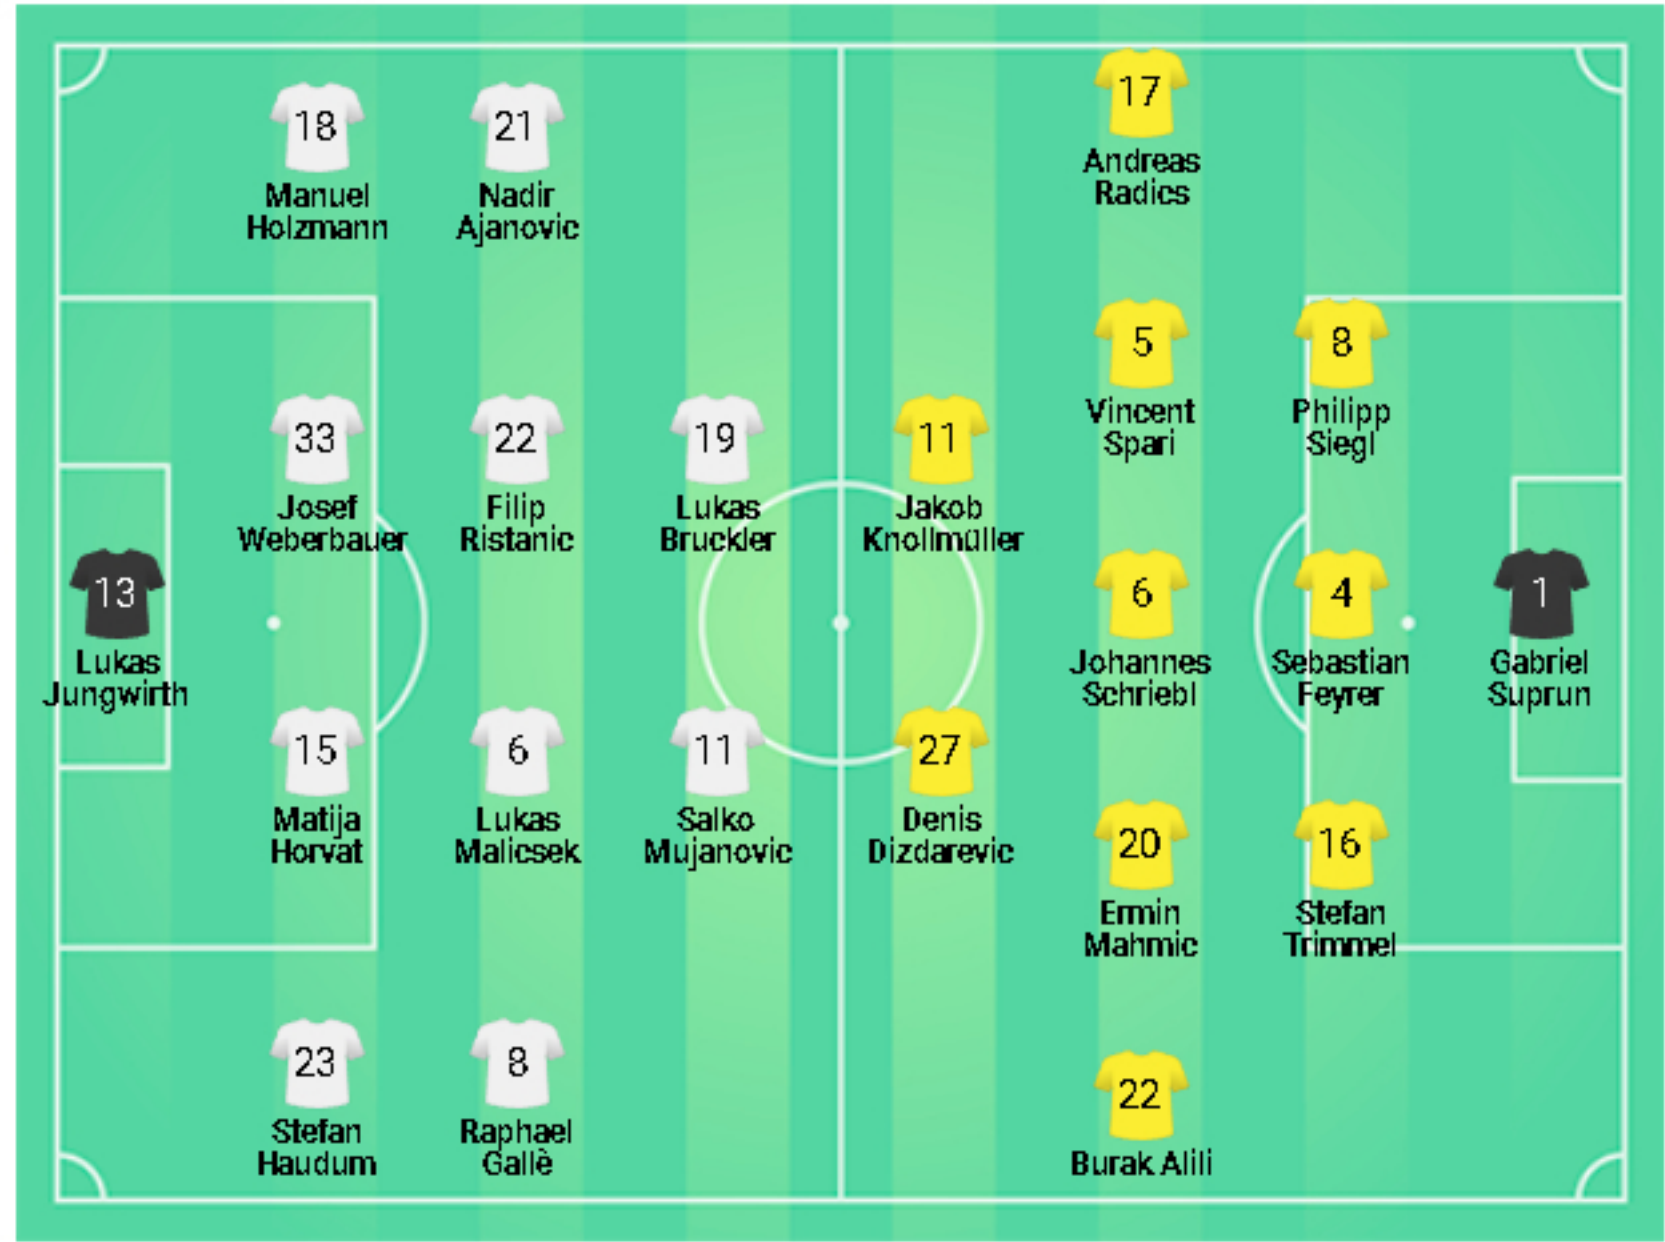 17
Andreas
Radics
18
Manuel
Holzmann
21
Nadir
Ajanovic
5
Vincent
Spari
8
Philipp
Siegl
33
Josef
Weberbauer
22
Filip
Ristanic
19
Lukas
Bruckler
11
Jakob
Knollmüller
13
Lukas
Jungwirth
6
Johannes
Schriebl
4
Sebastian
Feyrer
1
Gabriel
Suprun
15
Matija
Horvat
6
Lukas
Malicsek
11
Salko
Mujanovic
27
Denis
Dizdarevic
20
Ermin
Mahmic
16
Stefan
Trimmel
23
Stefan
Haudum
8
Raphael
Gallè
22
Burak Alili